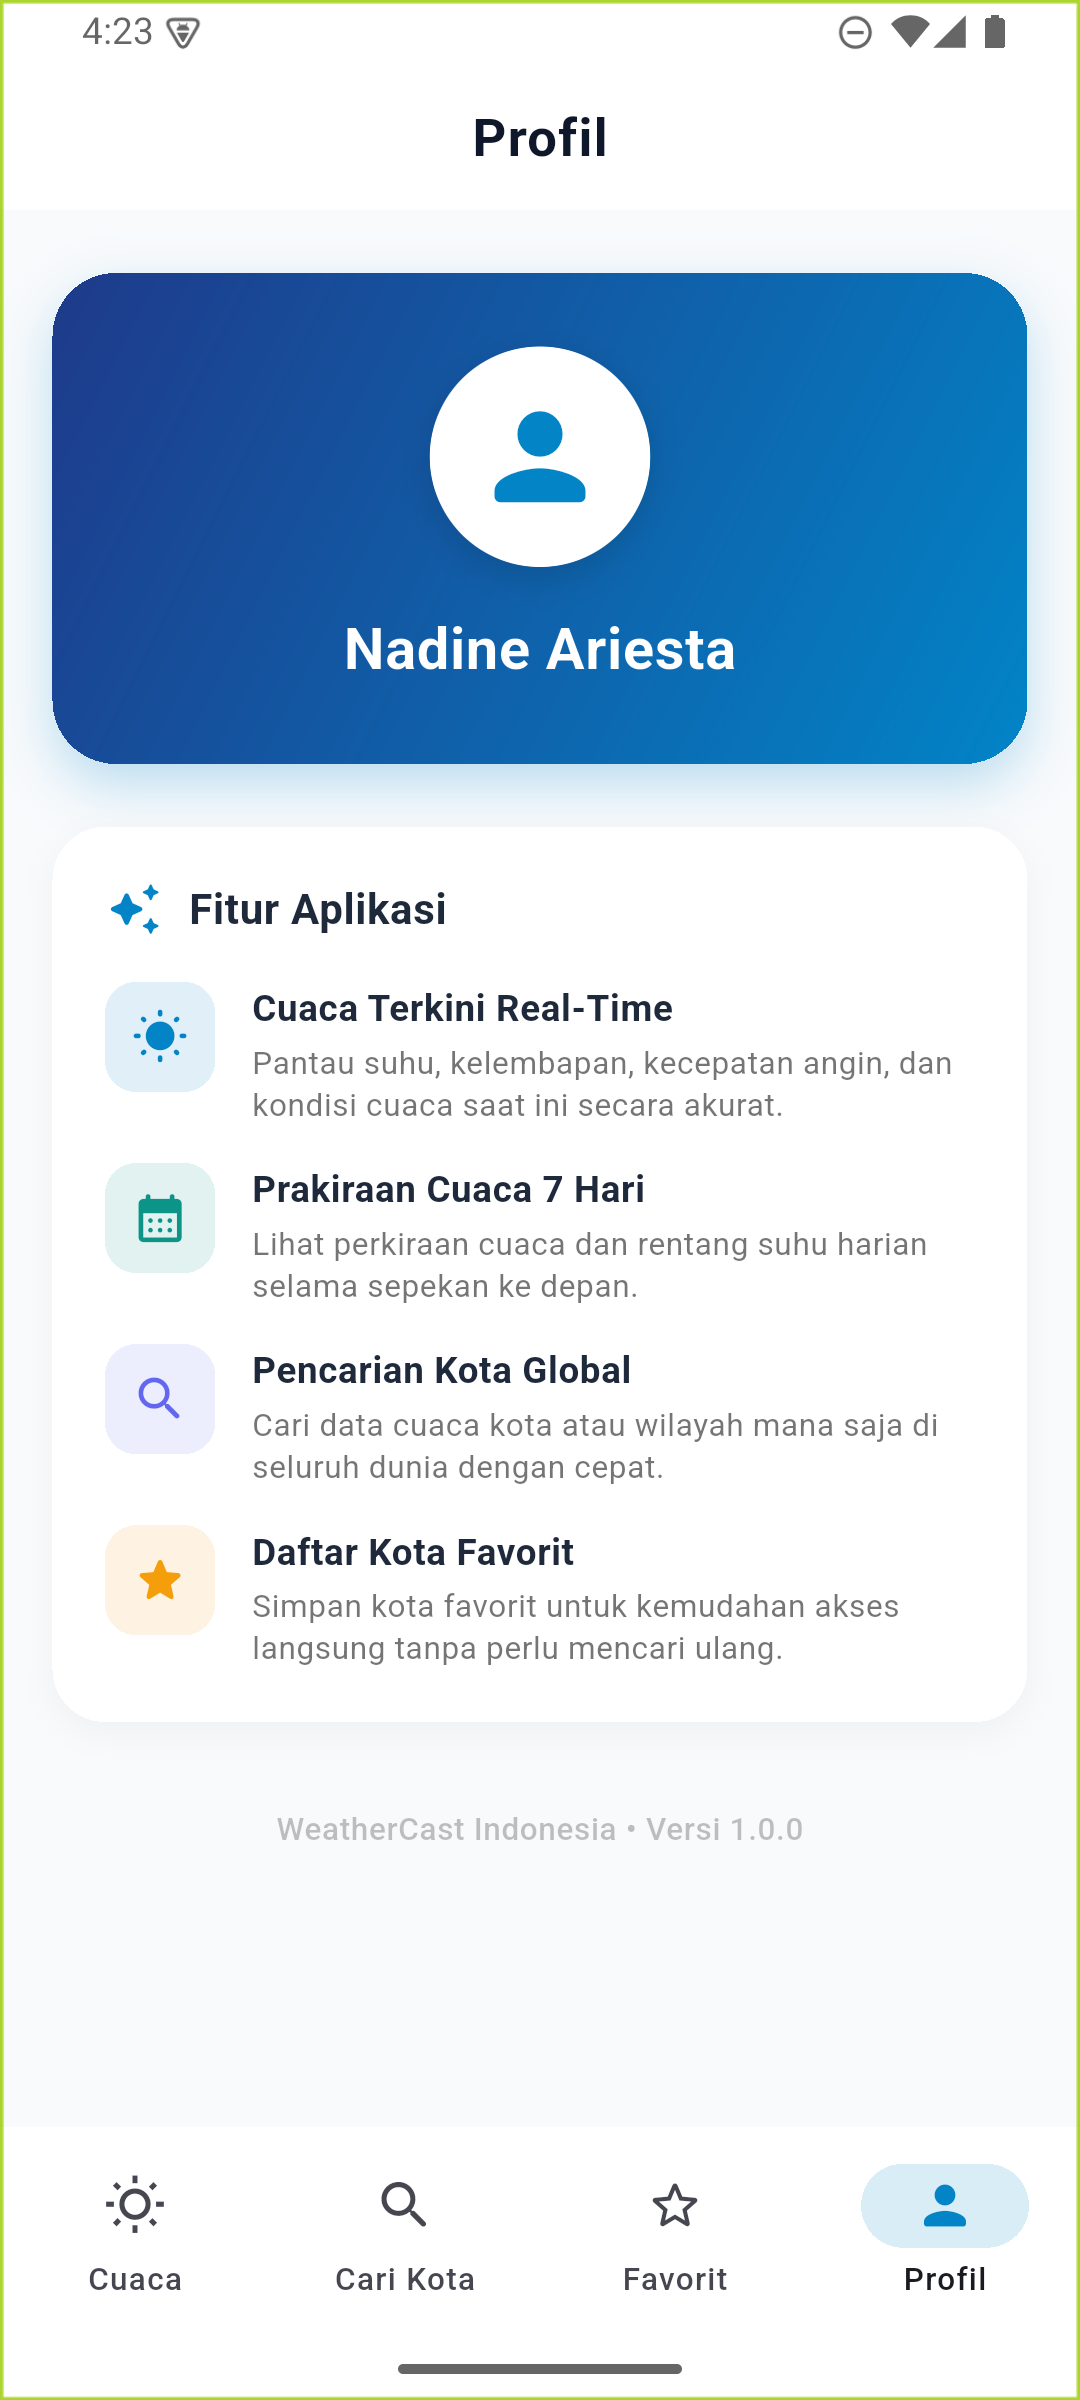 4:23
Profil
Nadine Ariesta
Fitur Aplikasi
Cuaca Terkini Real-Time
Pantau suhu, kelembapan, kecepatan angin, dan
kondisi cuaca saat ini secara akurat.
Prakiraan Cuaca 7 Hari
Lihat perkiraan cuaca dan rentang suhu harian
selama sepekan ke depan.
Pencarian Kota Global
Cari data cuaca kota atau wilayah mana saja di
seluruh dunia dengan cepat.
Daftar Kota Favorit
Simpan kota favorit untuk kemudahan akses
langsung tanpa perlu mencari ulang.
WeatherCast Indonesia • Versi 1.0.0
Cuaca
Cari Kota
Favorit
Profil